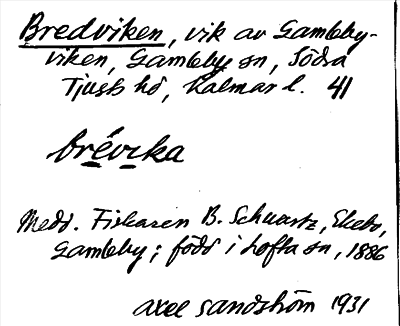 Bredviken, vik av Gamleby-
viken, Gamleby sn, Södra
Tjusts hd, Kalmar l. 41
brévika
Medd. Fiskaren B. Schwartz, Ekebo,
Gamleby; född i Lofta sn, 1886
Axel Sandström 1931